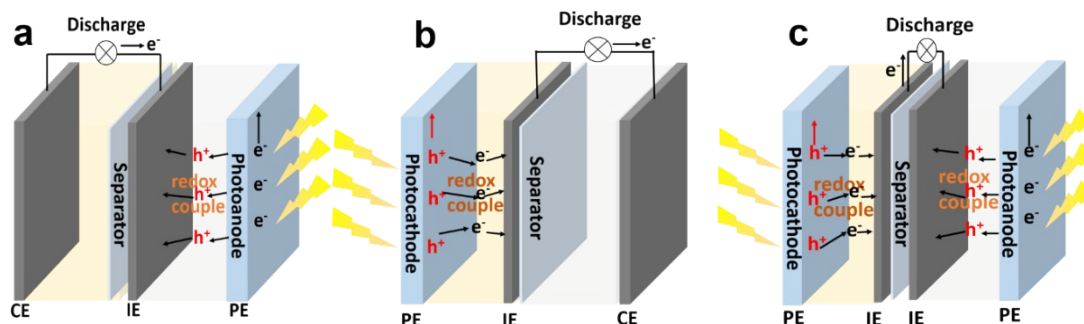 a
Discharge
e-
Separator
h+
h+
h+
redox
couple
Photoanode
e-
e-
e-
CE
IE
PE
b
Discharge
e-
Photocathode
h+
h+
h+
e-
e-
e-
redox
couple
Separator
PE
IE
CE
c
Discharge
e-
Photocathode
h+
h+
h+
e-
e-
e-
redox
couple
Separator
h+
h+
h+
redox
couple
Photoanode
e-
e-
e-
PE
IE
IE
PE